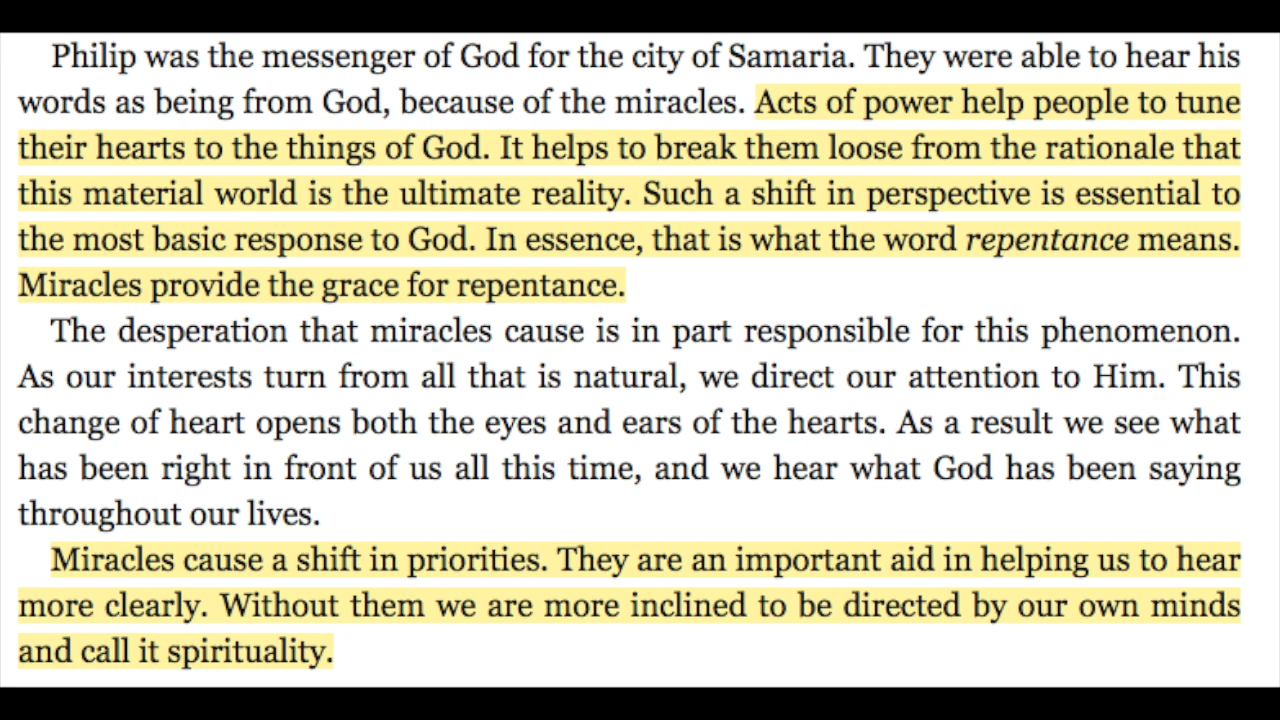 Philip was the messenger of God for the city of Samaria. They were able to hear his
words as being from God, because of the miracles. Acts of power help people to tune
their hearts to the things of God. It helps to break them loose from the rationale that
this material world is the ultimate reality. Such a shift in perspective is essential to
the most basic response to God. In essence, that is what the word repentance means.
Miracles provide the grace for repentance.
The desperation that miracles cause is in part responsible for this phenomenon.
As our interests turn from all that is natural, we direct our attention to Him. This
change of heart opens both the eyes and ears of the hearts. As a result we see what
has been right in front of us all this time, and we hear what God has been saying
throughout our lives.
Miracles cause a shift in priorities. They are an important aid in helping us to hear
more clearly. Without them we are more inclined to be directed by our own minds
and call it spirituality.